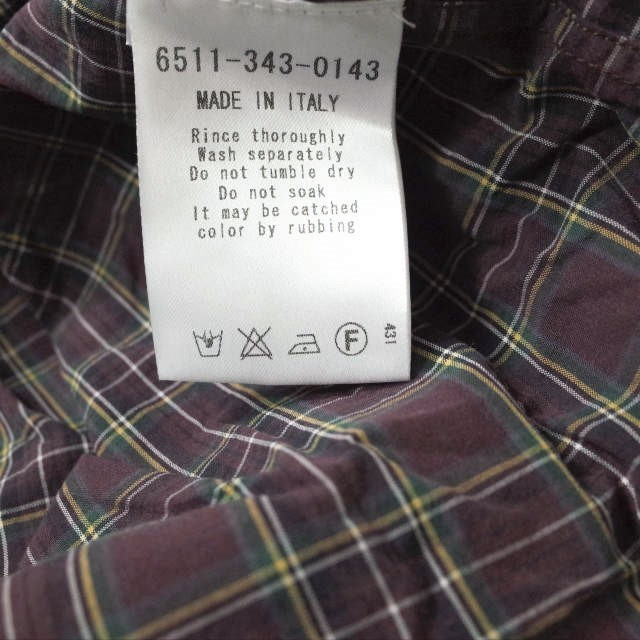 6511-343-0143
MADE IN ITALY
Rince thoroughly
Wash separately
Do not tumble dry
Do not soak
It may be catched
color by rubbing
F